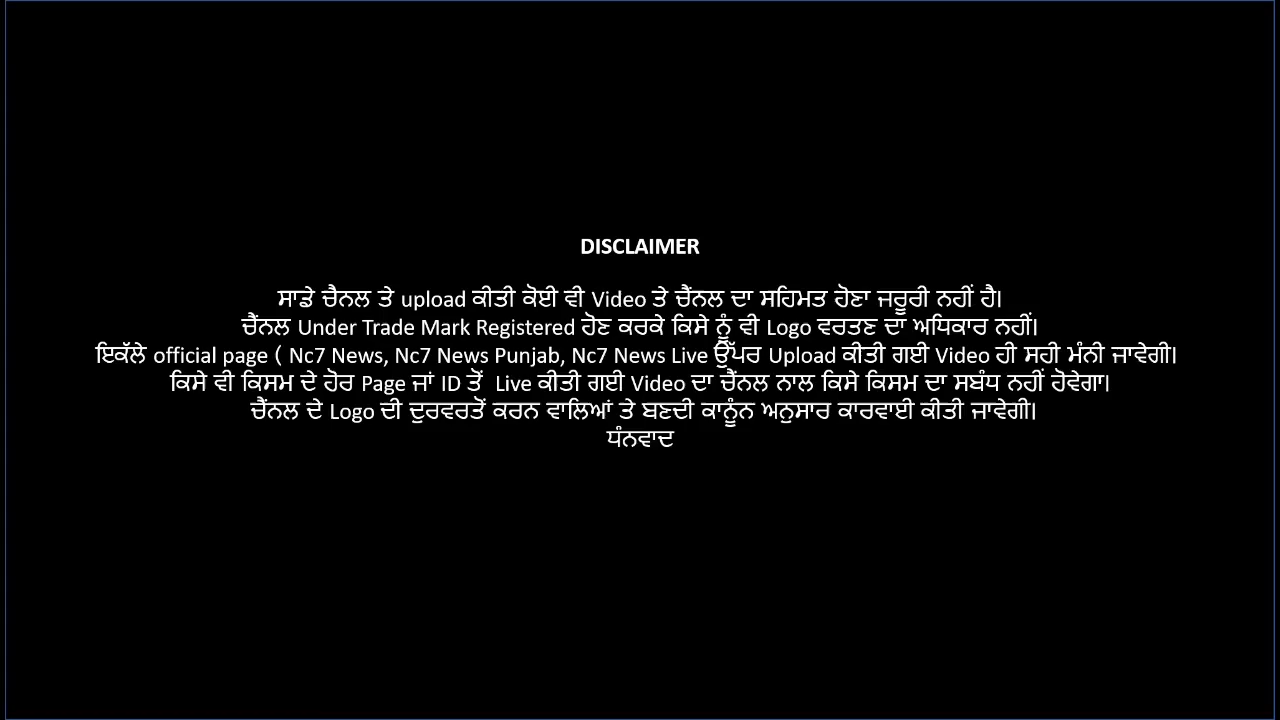 DISCLAIMER
ਸਾਡੇ ਚੈਨਲ ਤੇ upload ਕੀਤੀ ਕੋਈ ਵੀ Video ਤੇ ਚੈਂਨਲ ਦਾ ਸਹਿਮਤ ਹੋਣਾ ਜਰੂਰੀ ਨਹੀਂ ਹੈ।
ਚੈਂਨਲ Under Trade Mark Registered ਹੋਣ ਕਰਕੇ ਕਿਸੇ ਨੂੰ ਵੀ Logo ਵਰਤਣ ਦਾ ਅਧਿਕਾਰ ਨਹੀਂ।
ਇਕੱਲੇ official page ( Nc7 News, Nc7 News Punjab, Nc7 News Live ਉੱਪਰ Upload ਕੀਤੀ ਗਈ Video ਹੀ ਸਹੀ ਮੰਨੀ ਜਾਵੇਗੀ।
ਕਿਸੇ ਵੀ ਕਿਸਮ ਦੇ ਹੋਰ Page ਜਾਂ ID ਤੋਂ Live ਕੀਤੀ ਗਈ Video ਦਾ ਚੈਂਨਲ ਨਾਲ ਕਿਸੇ ਕਿਸਮ ਦਾ ਸਬੰਧ ਨਹੀਂ ਹੋਵੇਗਾ।
ਚੈਂਨਲ ਦੇ Logo ਦੀ ਦੁਰਵਰਤੋਂ ਕਰਨ ਵਾਲਿਆਂ ਤੇ ਬਣਦੀ ਕਾਨੂੰਨ ਅਨੁਸਾਰ ਕਾਰਵਾਈ ਕੀਤੀ ਜਾਵੇਗੀ।
ਧੰਨਵਾਦ